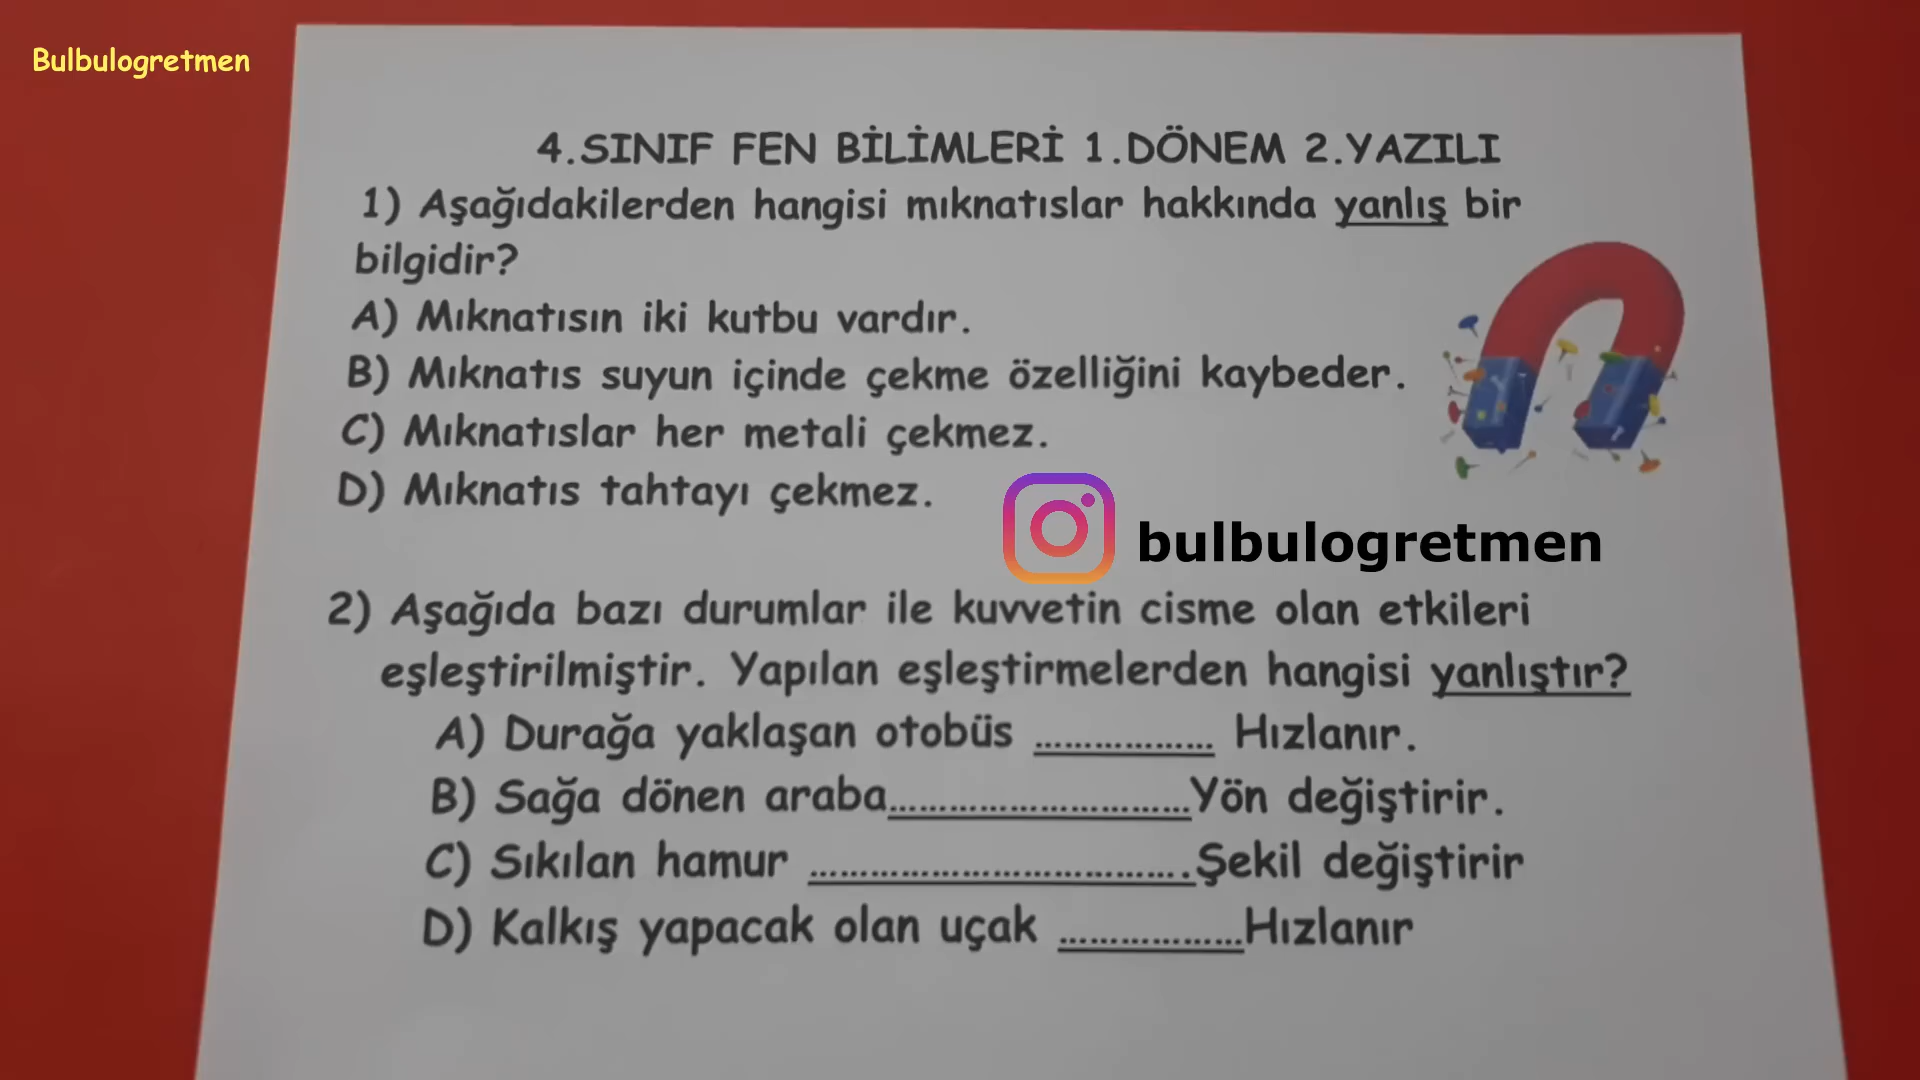 Bulbulogretmen
4.SINIF FEN BİLİMLERİ 1.DÖNEM 2.YAZILI
1) Aşağıdakilerden hangisi mıknatıslar hakkında yanlış bir
bilgidir?
A) Mıknatısın iki kutbu vardır.
B) Mıknatıs suyun içinde çekme özelliğini kaybeder.
C) Mıknatıslar her metali çekmez.
D) Mıknatıs tahtayı çekmez.
bulbulogretmen
2) Aşağıda bazı durumlar ile kuvvetin cisme olan etkileri
eşleştirilmiştir. Yapılan eşleştirmelerden hangisi yanlıştır?
A) Durağa yaklaşan otobüs ……………… Hızlanır.
B) Sağa dönen araba…………………………Yön değiştirir.
C) Sıkılan hamur ……………………………….Şekil değiştirir
D) Kalkış yapacak olan uçak ………………Hızlanır